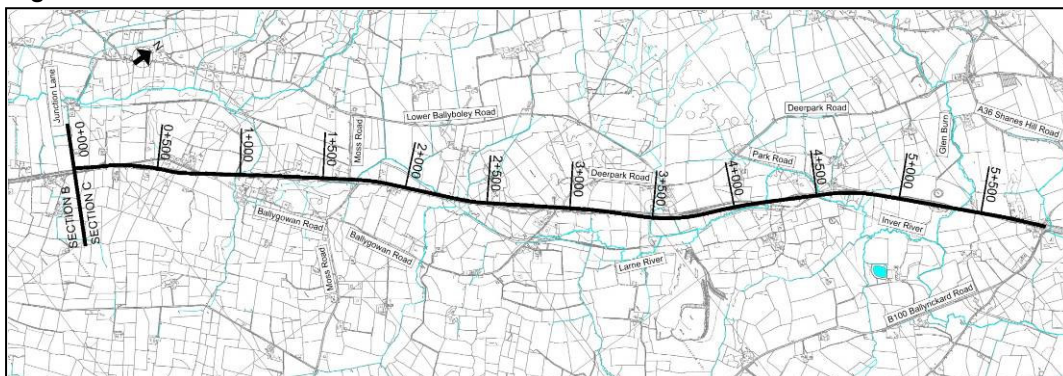 N
Junction Lane
000+0
0+500
1+000
1+500
Moss Road
Lower Ballyboley Road
2+000
2+500
3+000
Deerpark Road
3+500
4+000
Park Road
Deerpark Road
4+500
Glen Burn
5+000
A36 Shanes Hill Road
5+500
SECTION B
SECTION C
Ballygowan Road
Moss Road
Ballygowan Road
Larne River
Inver River
B100 Ballyrickard Road